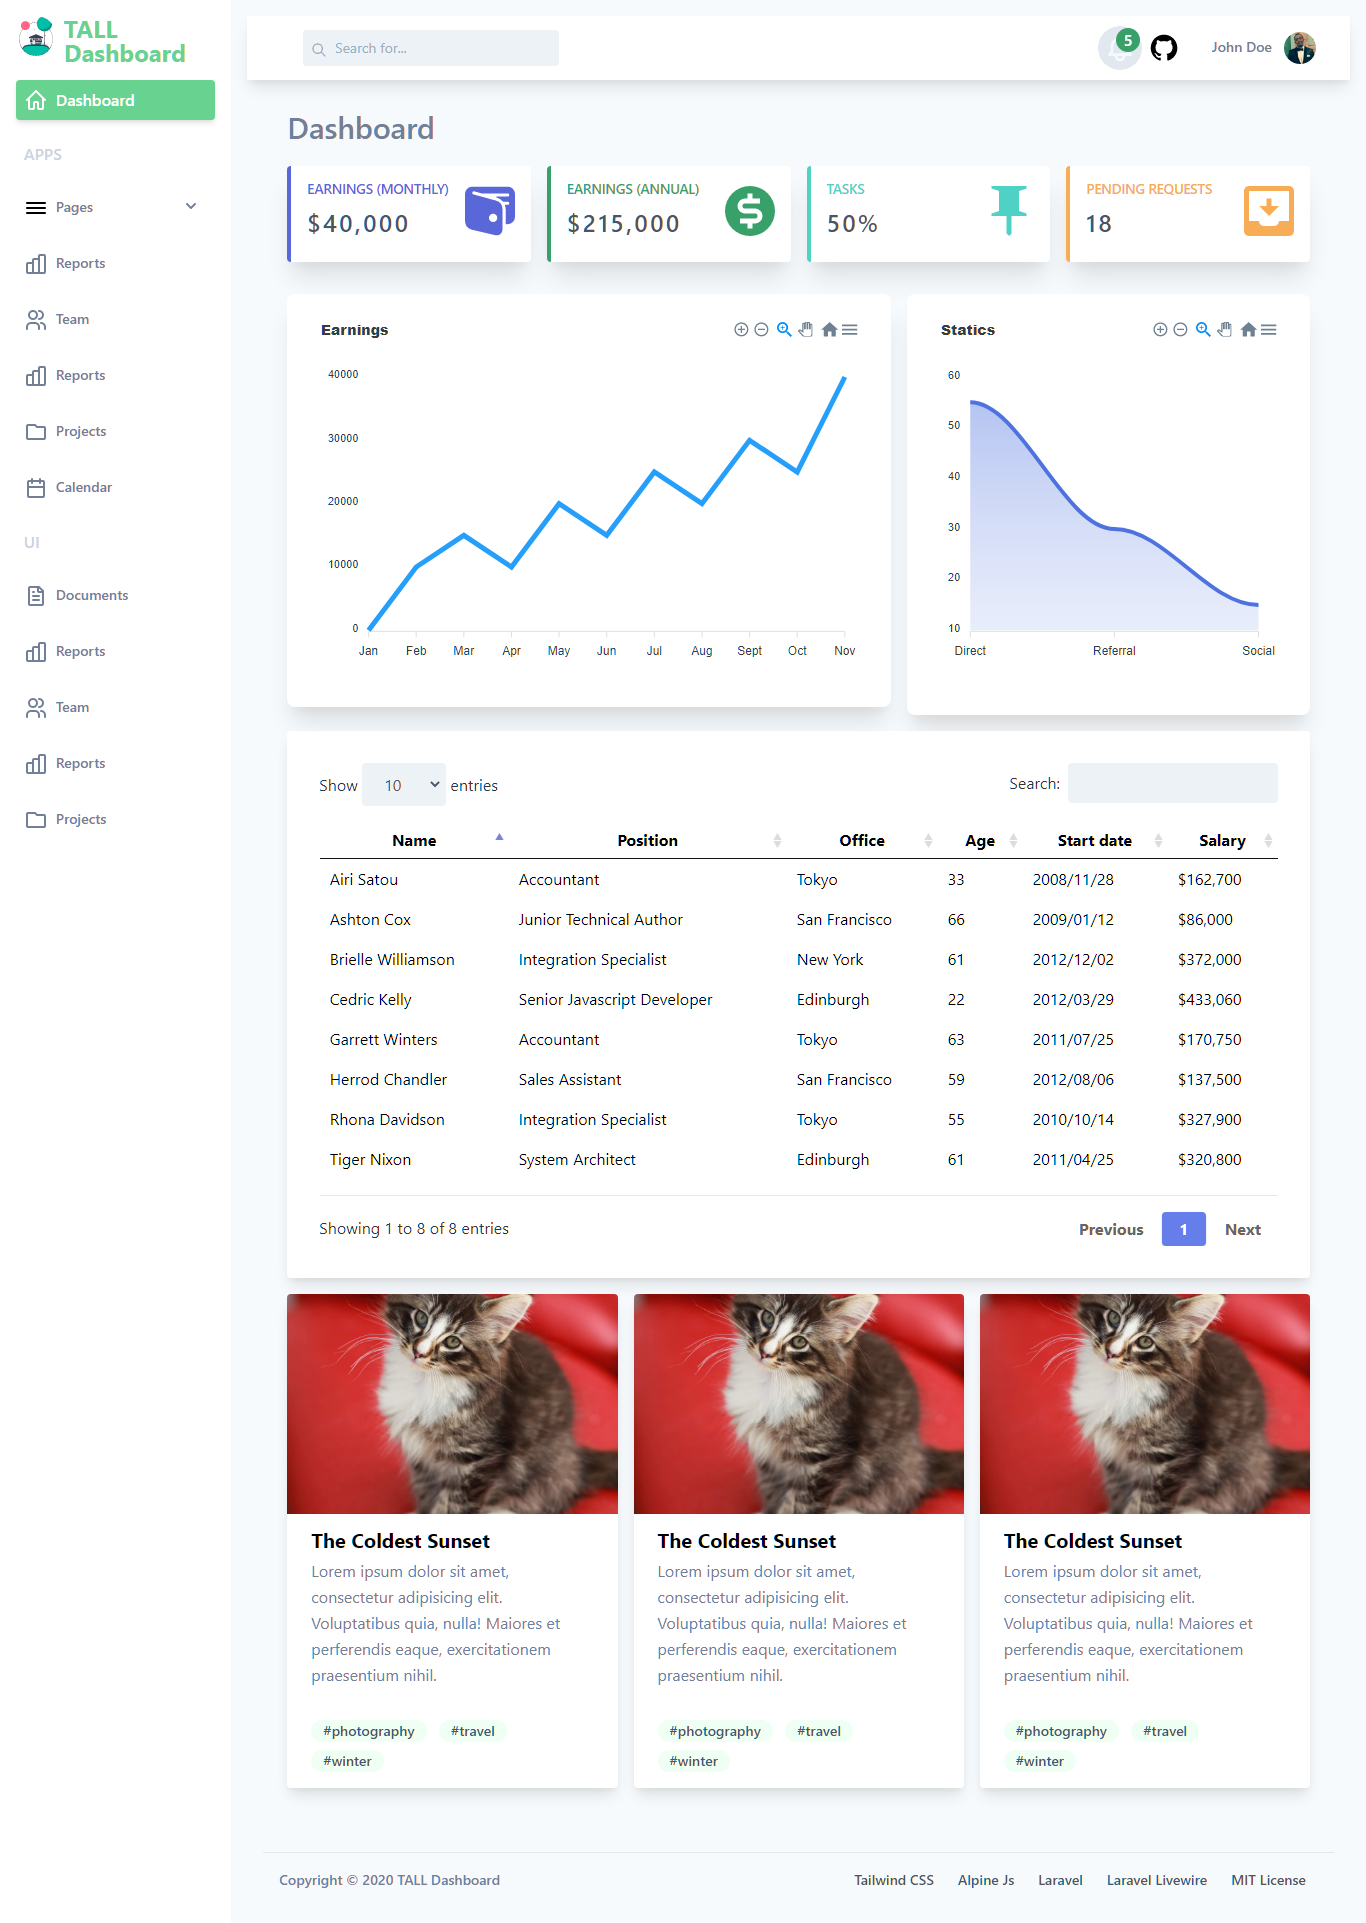 TALL
Dashboard
Dashboard
APPS
Pages
Reports
Team
Reports
Projects
Calendar
UI
Documents
Reports
Team
Reports
Projects
Search for...
5
John Doe
Dashboard
EARNINGS (MONTHLY)
$40,000
EARNINGS (ANNUAL)
$215,000
TASKS
50%
PENDING REQUESTS
18
Earnings
40000
30000
20000
10000
0
Jan Feb Mar Apr May Jun Jul Aug Sept Oct Nov
Statics
60
50
40
30
20
10
Direct Referral Social
Show 10 entries
Search:
Name Position Office Age Start date Salary
Airi Satou Accountant Tokyo 33 2008/11/28 $162,700
Ashton Cox Junior Technical Author San Francisco 66 2009/01/12 $86,000
Brielle Williamson Integration Specialist New York 61 2012/12/02 $372,000
Cedric Kelly Senior Javascript Developer Edinburgh 22 2012/03/29 $433,060
Garrett Winters Accountant Tokyo 63 2011/07/25 $170,750
Herrod Chandler Sales Assistant San Francisco 59 2012/08/06 $137,500
Rhona Davidson Integration Specialist Tokyo 55 2010/10/14 $327,900
Tiger Nixon System Architect Edinburgh 61 2011/04/25 $320,800
Showing 1 to 8 of 8 entries
Previous 1 Next
The Coldest Sunset
Lorem ipsum dolor sit amet,
consectetur adipisicing elit.
Voluptatibus quia, nulla! Maiores et
perferendis eaque, exercitationem
praesentium nihil.
#photography #travel
#winter
The Coldest Sunset
Lorem ipsum dolor sit amet,
consectetur adipisicing elit.
Voluptatibus quia, nulla! Maiores et
perferendis eaque, exercitationem
praesentium nihil.
#photography #travel
#winter
The Coldest Sunset
Lorem ipsum dolor sit amet,
consectetur adipisicing elit.
Voluptatibus quia, nulla! Maiores et
perferendis eaque, exercitationem
praesentium nihil.
#photography #travel
#winter
Copyright © 2020 TALL Dashboard
Tailwind CSS Alpine Js Laravel Laravel Livewire MIT License